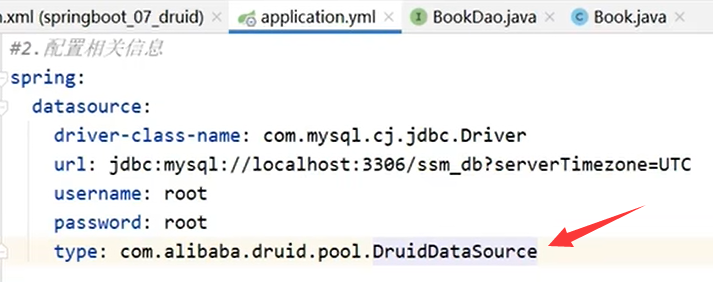 .xml (springboot_07_druid)
application.yml
BookDao.java
Book.java
#2.配置相关信息
spring:
datasource:
driver-class-name: com.mysql.cj.jdbc.Driver
url: jdbc:mysql://localhost:3306/ssm_db?serverTimezone=UTC
username: root
password: root
type: com.alibaba.druid.pool.DruidDataSource